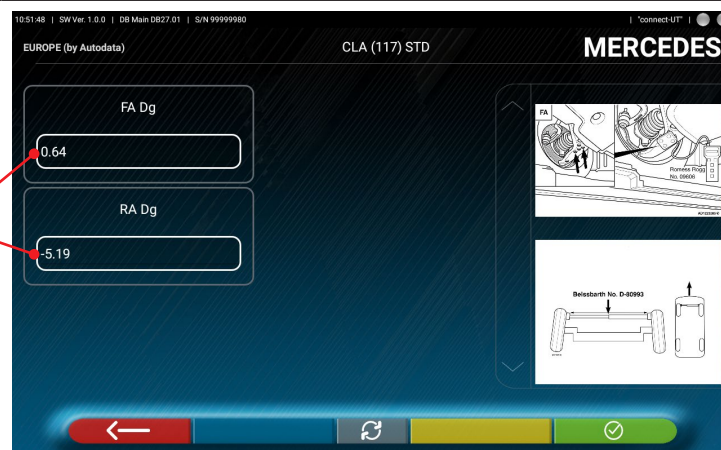 10:51:48 | SW Ver. 1.0.0 | DB Main DB27.01 | S/N 99999980 | "connect-UT" |
EUROPE (by Autodata) CLA (117) STD MERCEDES
FA Dg
0.64
RA Dg
-5.19
FA
Romess Rogg
No. 09606
Beissbarth No. D-80993